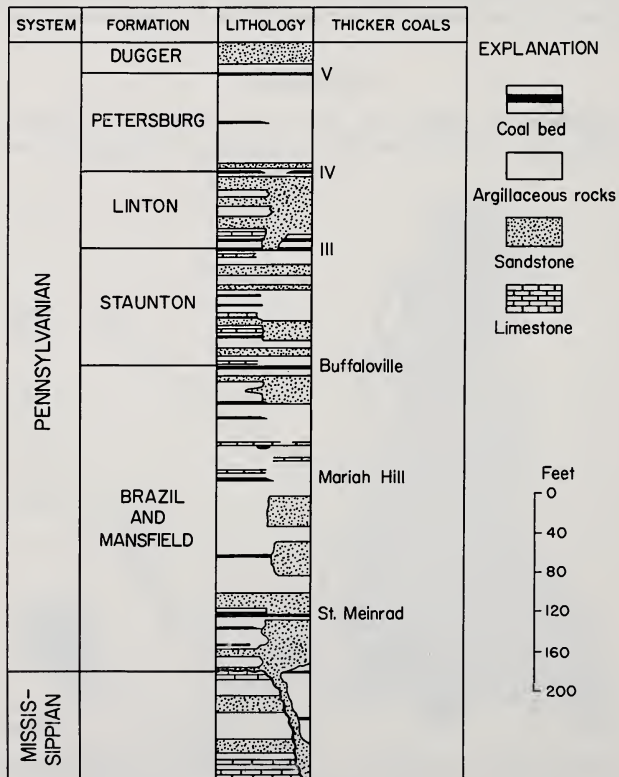 SYSTEM FORMATION LITHOLOGY THICKER COALS
DUGGER
V
PETERSBURG
IV
LINTON
III
STAUNTON
Buffaloville
PENNSYLVANIAN
Mariah Hill
BRAZIL
AND
MANSFIELD
St. Meinrad
MISSIS-
SIPPIAN
EXPLANATION
Coal bed
Argillaceous rocks
Sandstone
Limestone
Feet
0
40
80
120
160
200